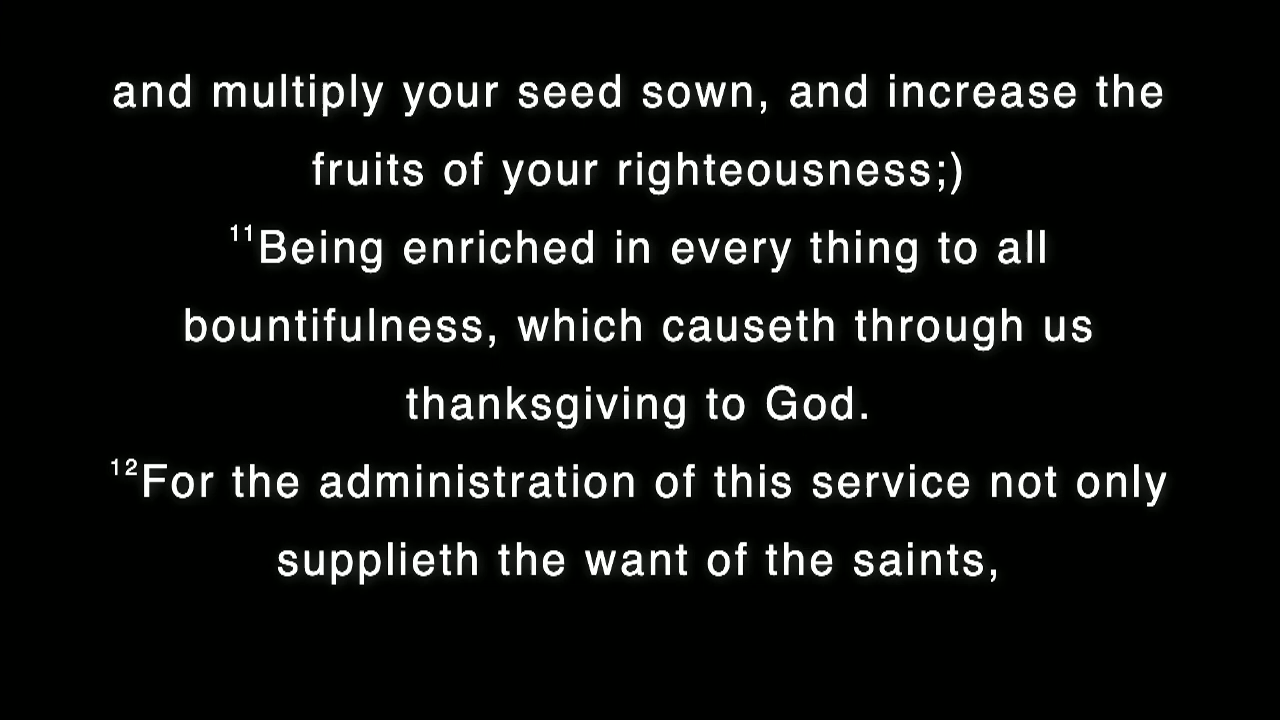 and multiply your seed sown, and increase the
fruits of your righteousness;)
¹¹Being enriched in every thing to all
bountifulness, which causeth through us
thanksgiving to God.
¹²For the administration of this service not only
supplieth the want of the saints,